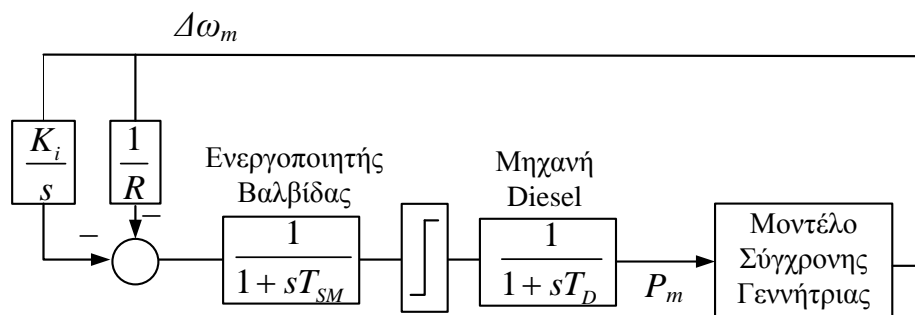 Δω_m
K_i
s
1
R
−
−
Ενεργοποιητής
Βαλβίδας
1
1 + sT_SM
Μηχανή
Diesel
1
1 + sT_D
P_m
Μοντέλο
Σύγχρονης
Γεννήτριας